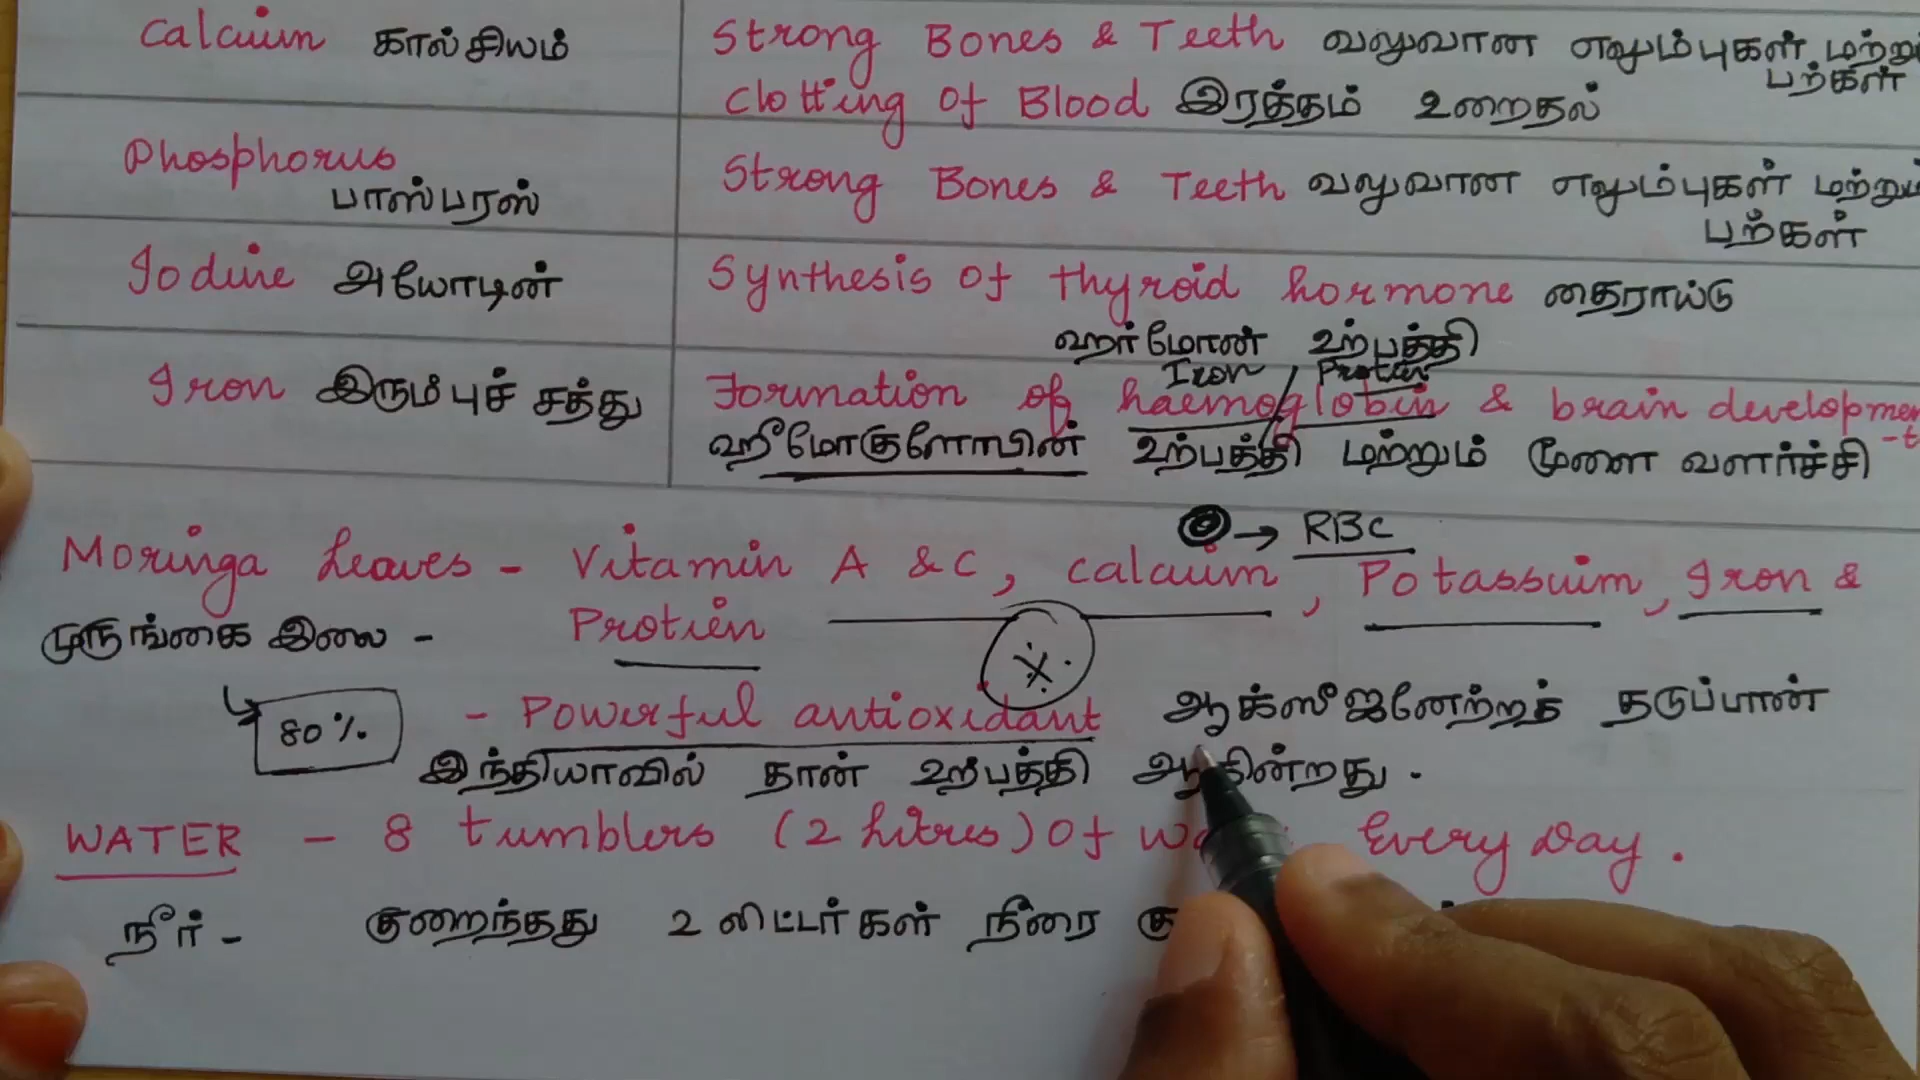 Calcium கால்சியம் Strong Bones & Teeth வலுவான எலும்புகள் மற்றும்
பற்கள்
Clotting Of Blood இரத்தம் உறைதல்
Phosphorus Strong Bones & Teeth வலுவான எலும்புகள் மற்றும்
பாஸ்பரஸ் பற்கள்
Iodine அயோடின் Synthesis Of thyroid hormone தைராய்டு
ஹார்மோன் உற்பத்தி
Iron / Protein
Iron இரும்புச் சத்து Formation of haemoglobin & brain development
ஹீமோகுளோபின் உற்பத்தி மற்றும் மூளை வளர்ச்சி
→ RBC
Moringa Leaves - Vitamin A & C, Calcium, Potassium, Iron &
முருங்கை இலை - Protien
80% - Powerful antioxidant ஆக்ஸீஜனேற்றத் தடுப்பான்
இந்தியாவில் தான் உற்பத்தி ஆகின்றது.
WATER - 8 tumblers (2 litres) Of Every Day.
நீர் - குறைந்தது 2 லிட்டர்கள் நீரை